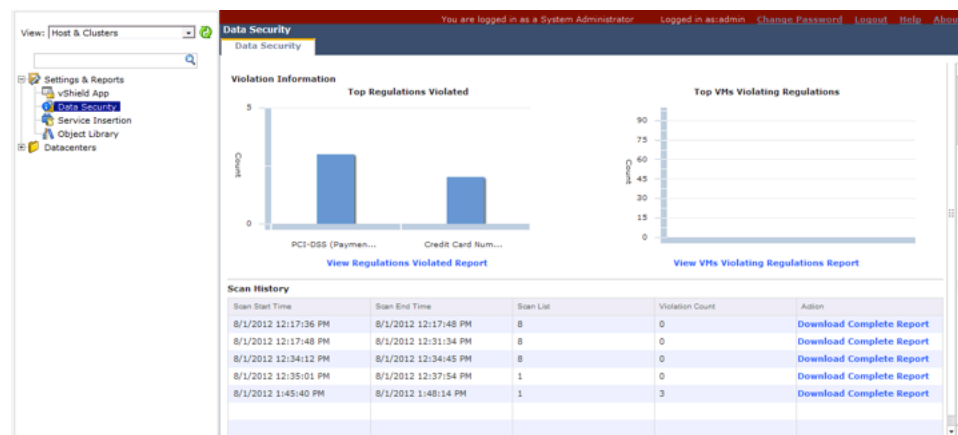 You are logged in as a System Administrator Logged in as:admin Change Password Logout Help Abou
View: Host & Clusters
Settings & Reports
vShield App
Data Security
Service Insertion
Object Library
Datacenters
Data Security
Data Security
Violation Information
Top Regulations Violated
5
0
Count
PCI-DSS (Paymen...
Credit Card Num...
View Regulations Violated Report
Top VMs Violating Regulations
90
75
60
45
30
15
0
Count
View VMs Violating Regulations Report
Scan History
Scan Start Time Scan End Time Scan List Violation Count Action
8/1/2012 12:17:36 PM 8/1/2012 12:17:48 PM 8 0 Download Complete Report
8/1/2012 12:17:48 PM 8/1/2012 12:31:34 PM 8 0 Download Complete Report
8/1/2012 12:34:12 PM 8/1/2012 12:34:45 PM 8 0 Download Complete Report
8/1/2012 12:35:01 PM 8/1/2012 12:37:54 PM 1 0 Download Complete Report
8/1/2012 1:45:40 PM 8/1/2012 1:48:14 PM 1 3 Download Complete Report